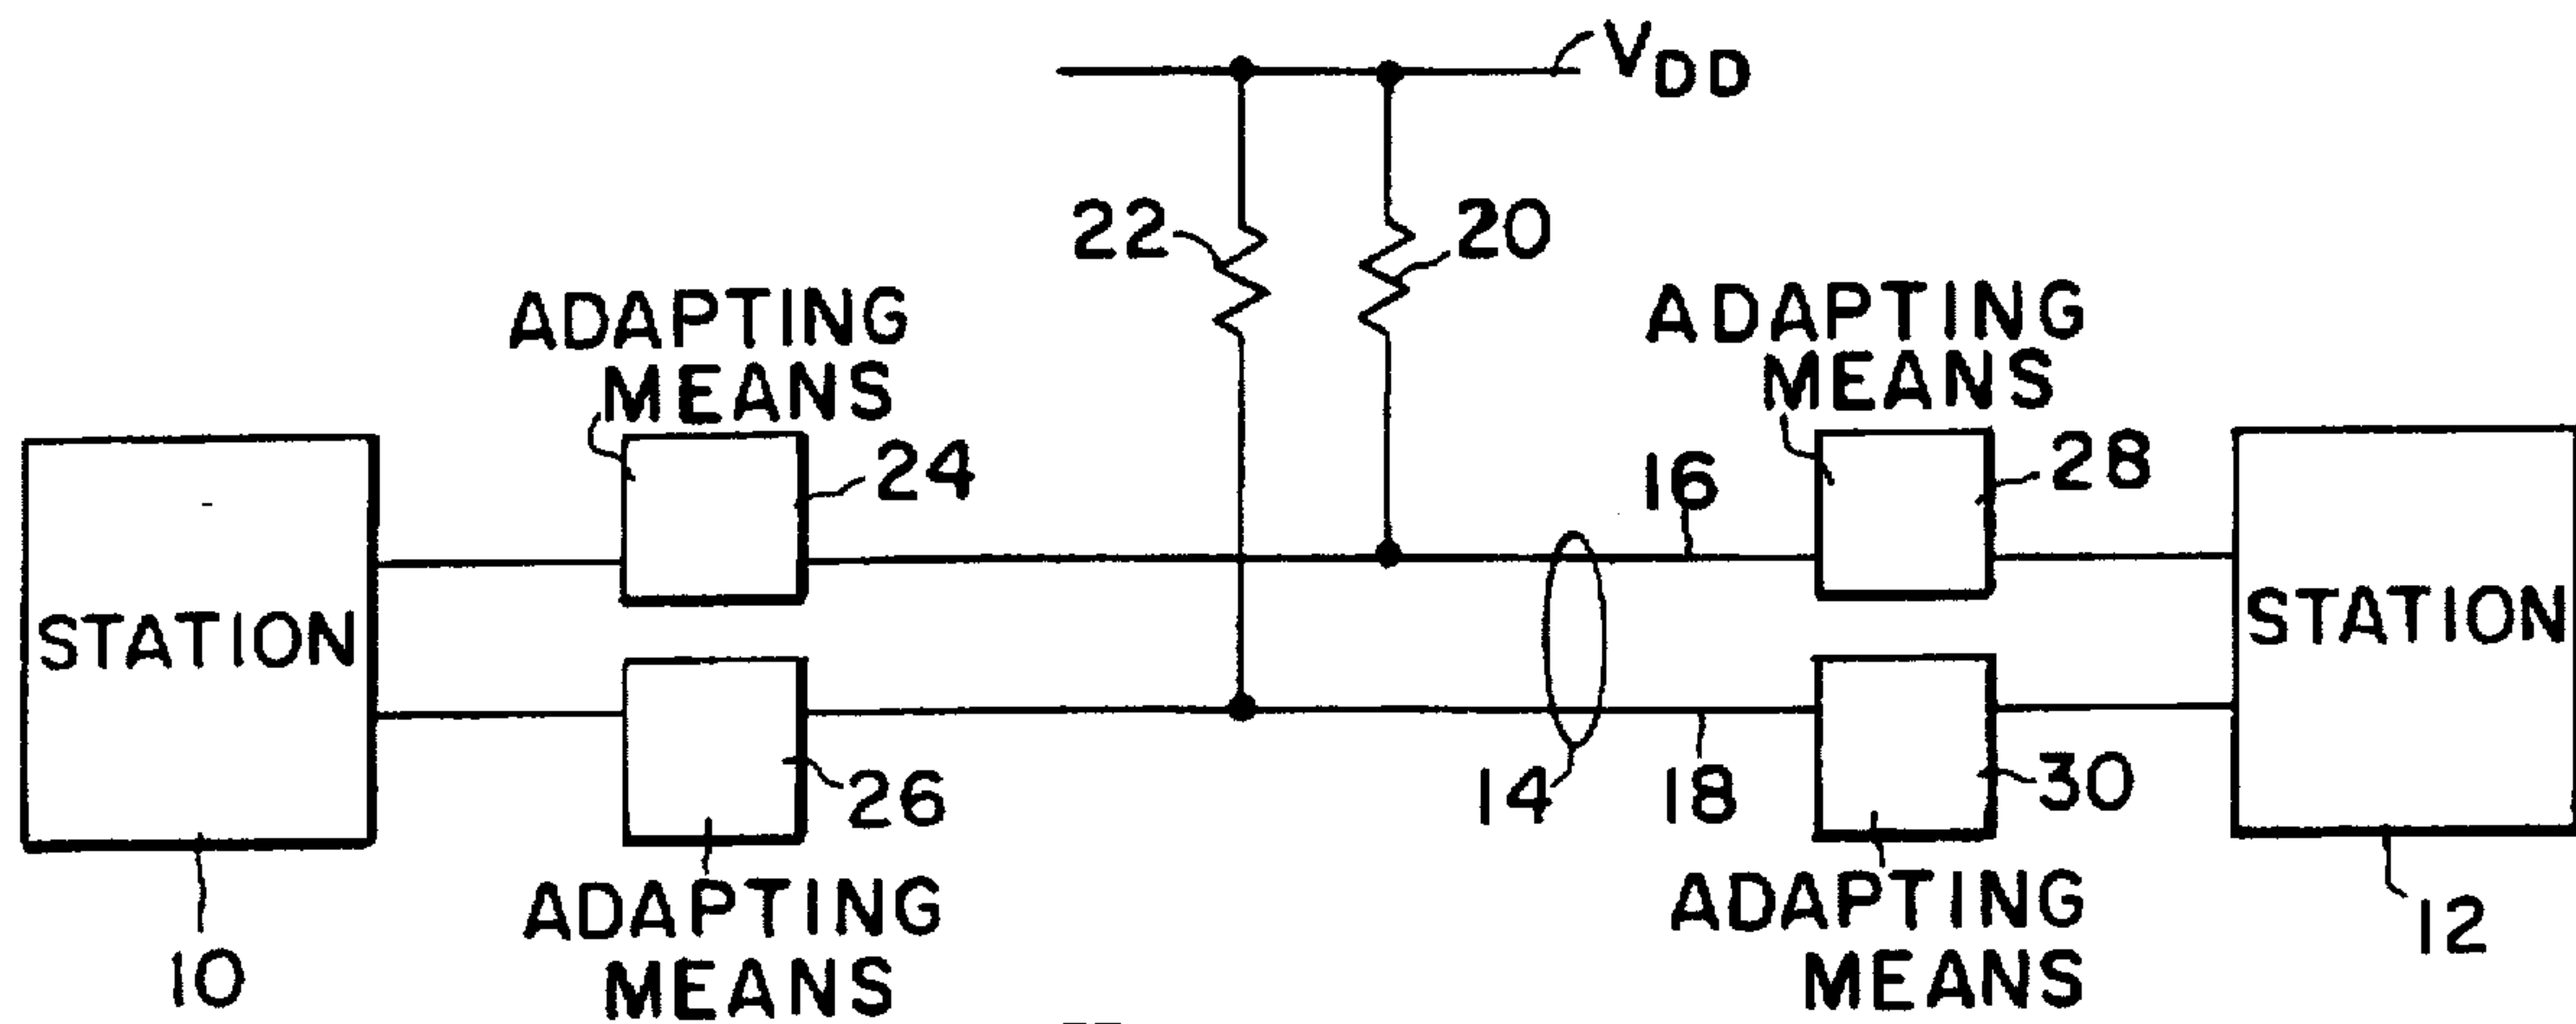 VDD
22
20
ADAPTING
MEANS
ADAPTING
MEANS
24
16
28
STATION
STATION
26
14
18
30
ADAPTING
MEANS
ADAPTING
MEANS
10
12